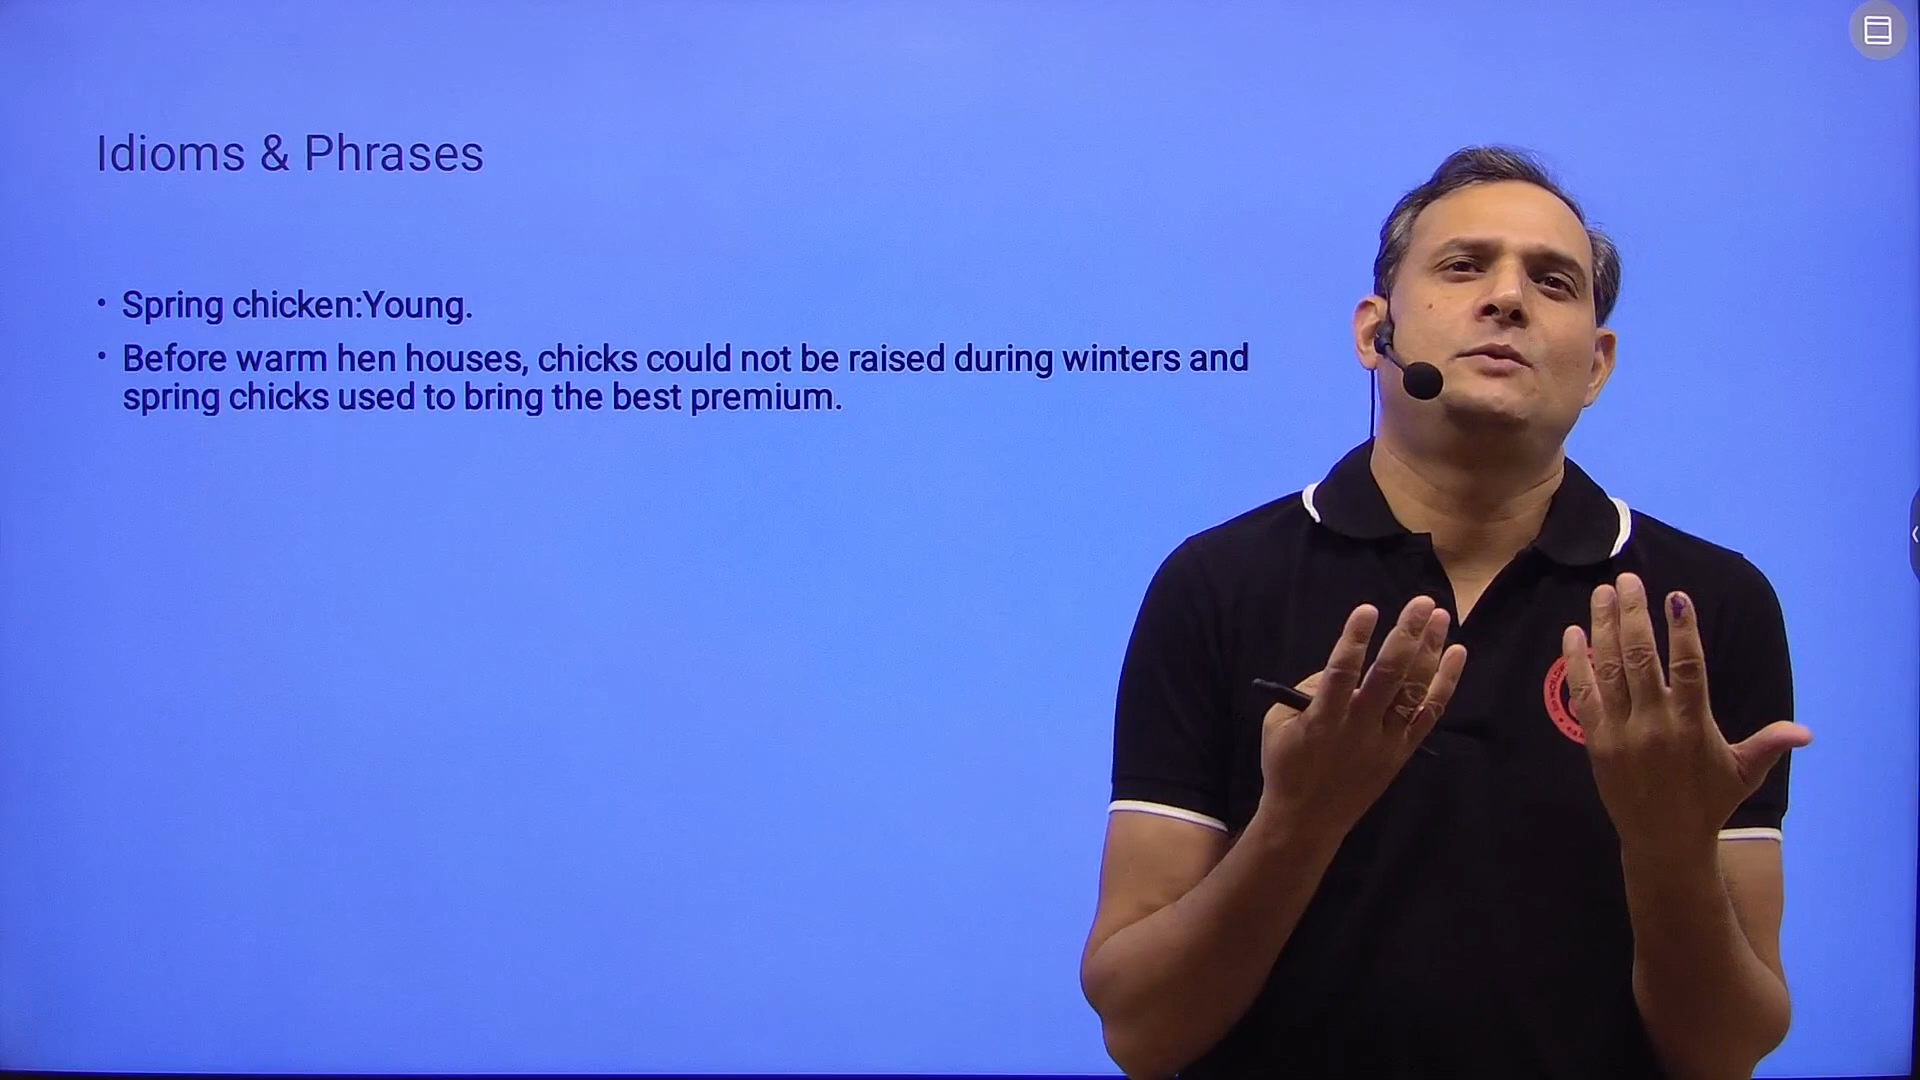 Idioms & Phrases
• Spring chicken:Young.
• Before warm hen houses, chicks could not be raised during winters and
spring chicks used to bring the best premium.